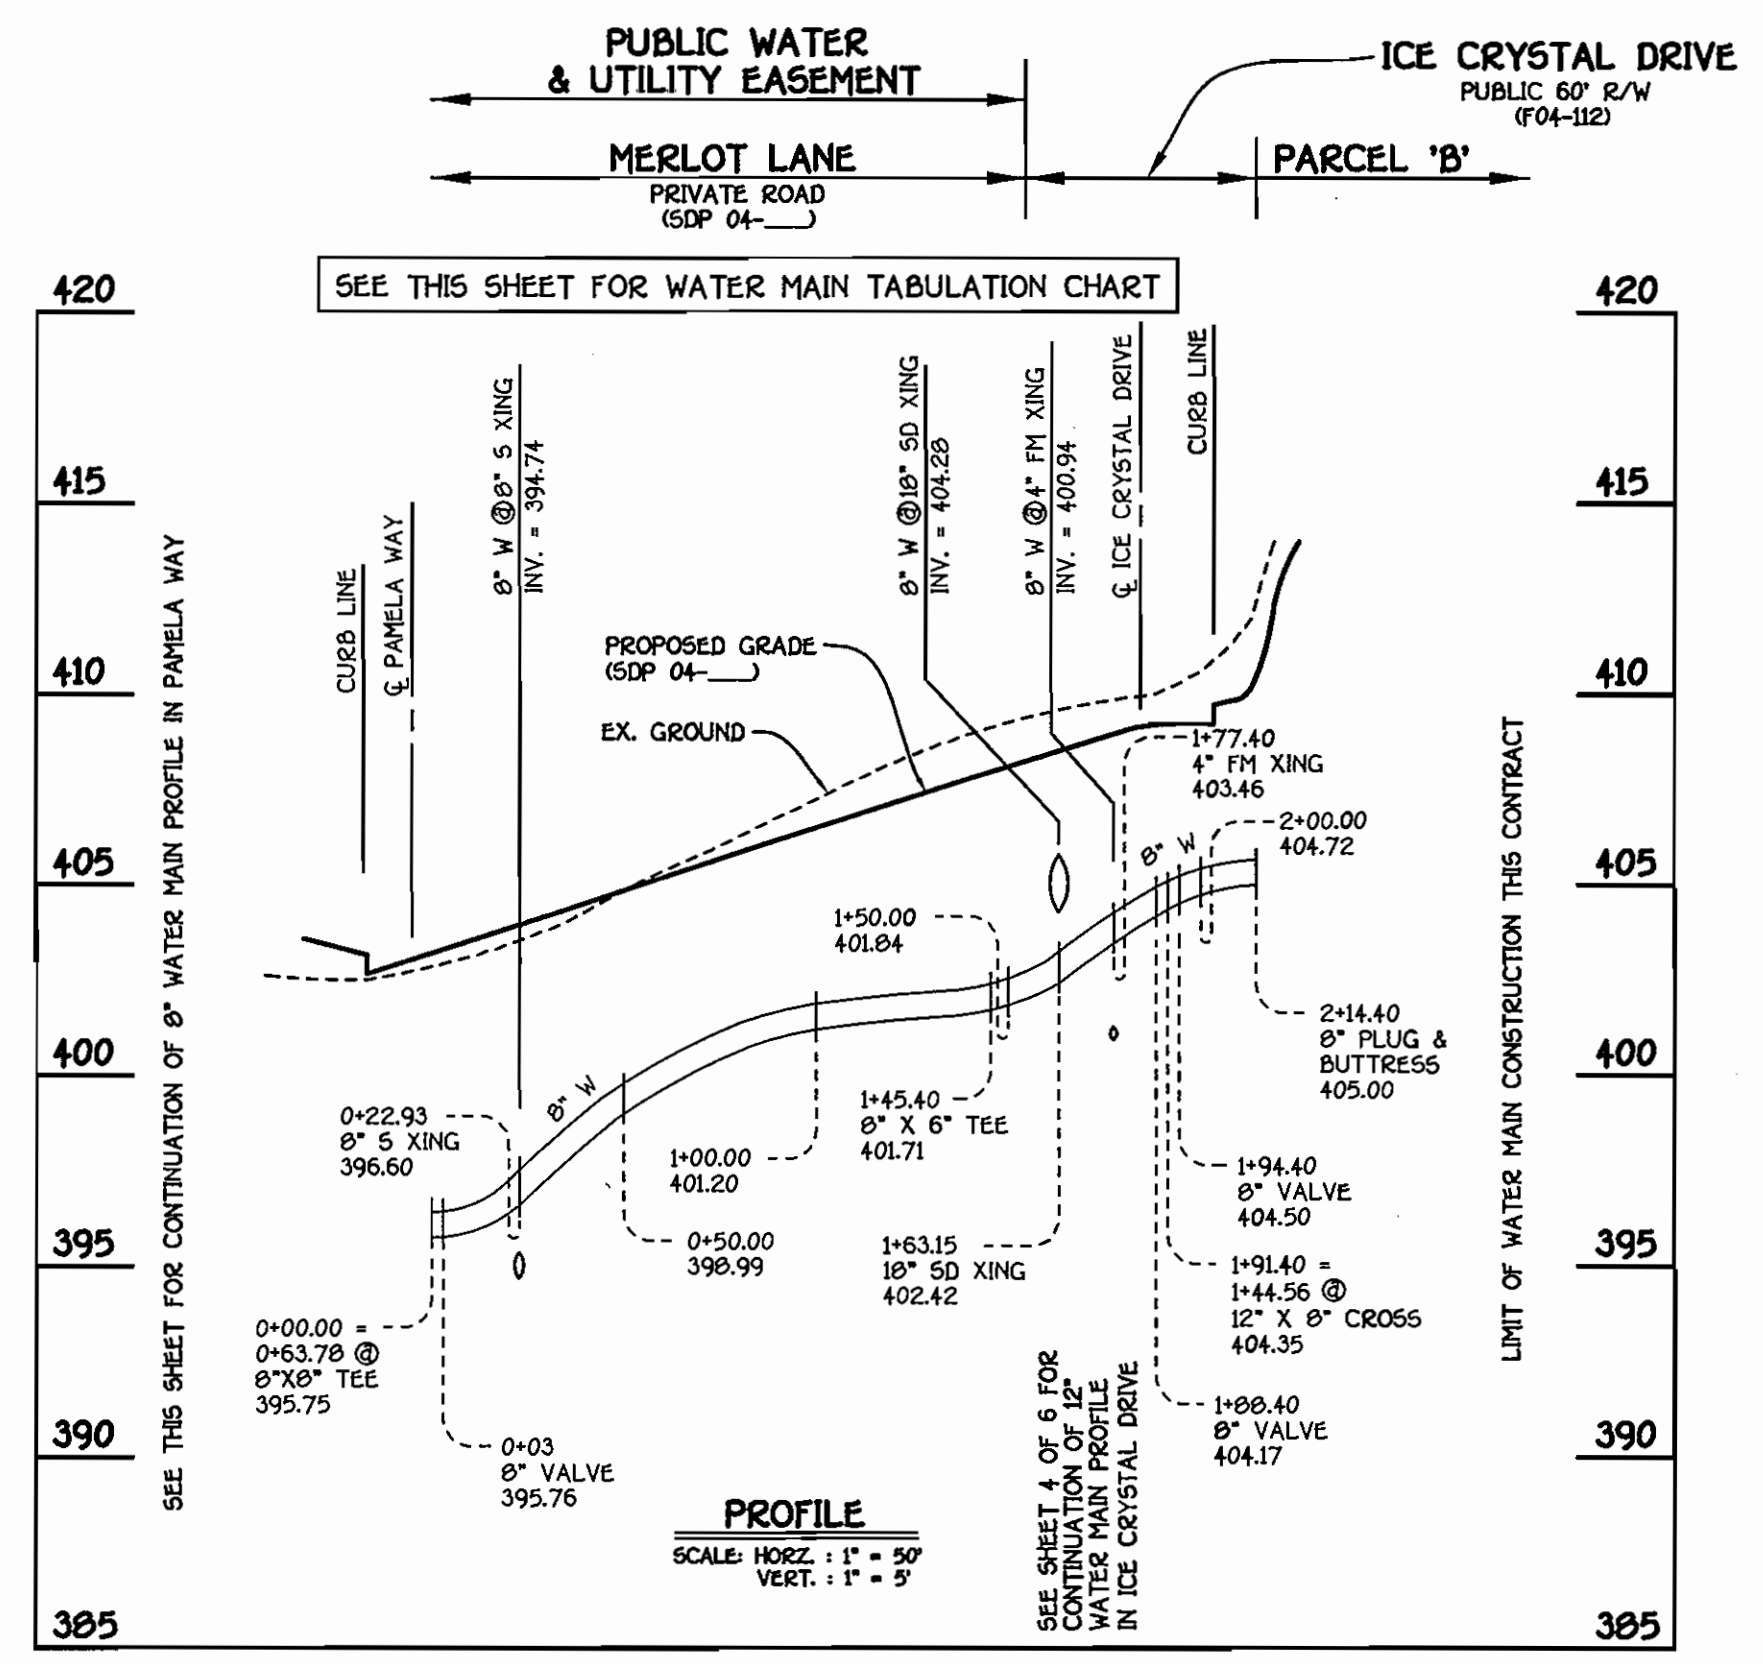 PUBLIC WATER
& UTILITY EASEMENT
ICE CRYSTAL DRIVE
PUBLIC 60' R/W
(F04-112)
MERLOT LANE
PRIVATE ROAD
(SDP 04-___)
PARCEL 'B'
SEE THIS SHEET FOR WATER MAIN TABULATION CHART
420
415
410
405
400
395
390
385
420
415
410
405
400
395
390
385
SEE THIS SHEET FOR CONTINUATION OF 8" WATER MAIN PROFILE IN PAMELA WAY
CURB LINE
℄ PAMELA WAY
8" W @8" S XING
INV. = 394.74
8" W @18" SD XING
INV. = 404.28
8" W @4" FM XING
INV. = 400.94
℄ ICE CRYSTAL DRIVE
CURB LINE
PROPOSED GRADE
(SDP 04-___)
EX. GROUND
1+77.40
4" FM XING
403.46
2+00.00
404.72
8" W
1+50.00
401.84
2+14.40
8" PLUG &
BUTTRESS
405.00
8" W
0+22.93
8" S XING
396.60
1+45.40
8" X 6" TEE
401.71
1+00.00
401.20
1+94.40
8" VALVE
404.50
0+50.00
398.99
1+63.15
18" SD XING
402.42
1+91.40 =
1+44.56 @
12" X 8" CROSS
404.35
0+00.00 =
0+63.78 @
8"X8" TEE
395.75
1+88.40
8" VALVE
404.17
0+03
8" VALVE
395.76
SEE SHEET 4 OF 6 FOR
CONTINUATION OF 12"
WATER MAIN PROFILE
IN ICE CRYSTAL DRIVE
LIMIT OF WATER MAIN CONSTRUCTION THIS CONTRACT
PROFILE
SCALE: HORZ. : 1" = 50'
VERT. : 1" = 5'